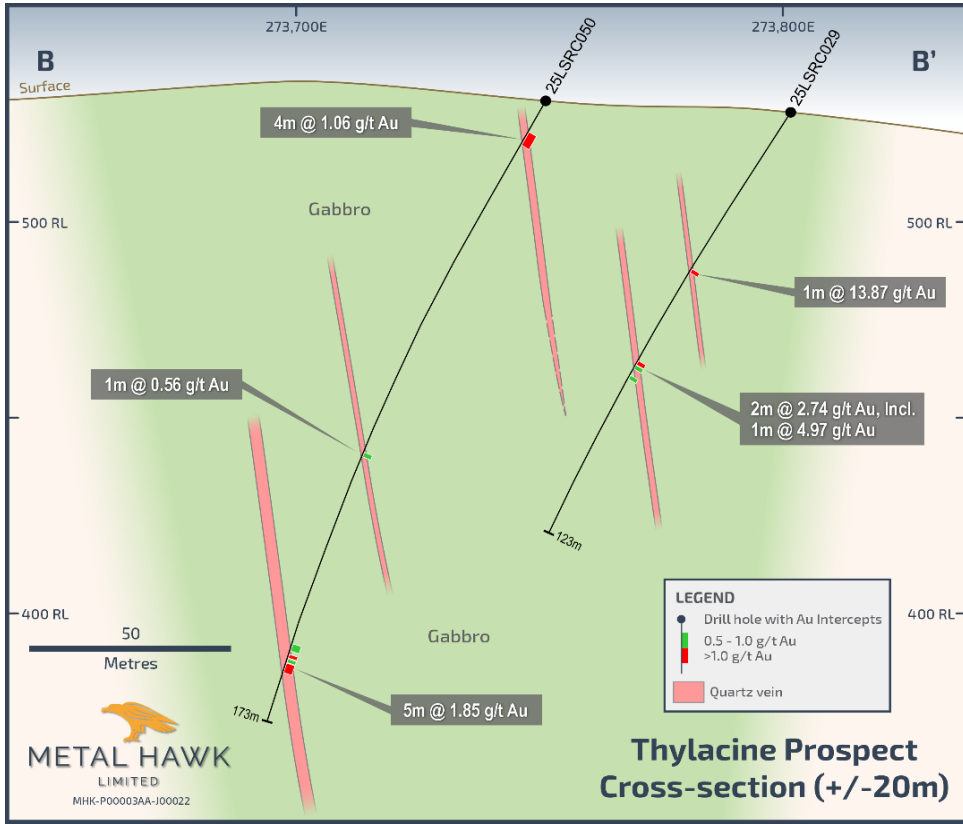 273,700E
273,800E
B
B’
25LSRC050
25LSRC029
Surface
4m @ 1.06 g/t Au
Gabbro
500 RL
500 RL
1m @ 13.87 g/t Au
1m @ 0.56 g/t Au
2m @ 2.74 g/t Au, Incl.
1m @ 4.97 g/t Au
123m
400 RL
400 RL
Gabbro
50
Metres
173m
5m @ 1.85 g/t Au
LEGEND
Drill hole with Au Intercepts
0.5 - 1.0 g/t Au
>1.0 g/t Au
Quartz vein
METAL HAWK
LIMITED
MHK-P00003AA-J00022
Thylacine Prospect
Cross-section (+/-20m)